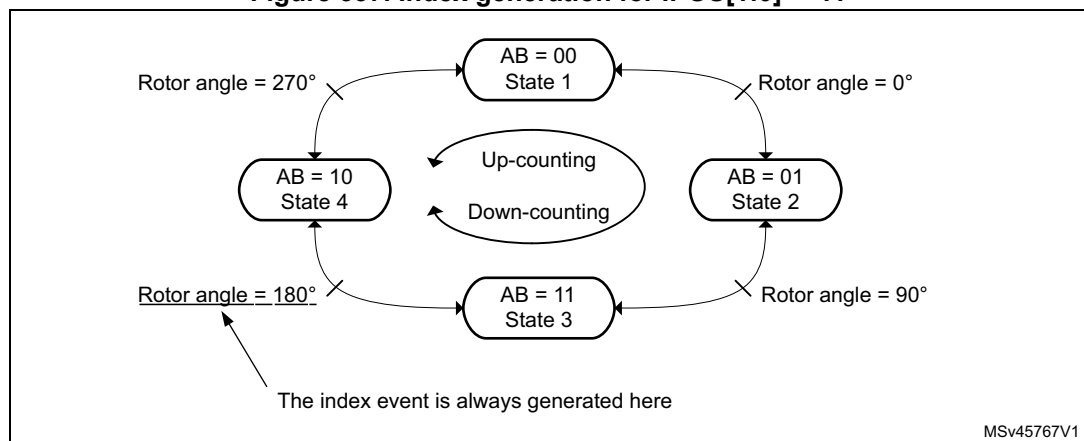 Figure Index generation for IPOS[1:0] = 11
AB = 00
State 1
Rotor angle = 270°
Rotor angle = 0°
Up-counting
AB = 10
State 4
AB = 01
State 2
Down-counting
Rotor angle = 180°
AB = 11
State 3
Rotor angle = 90°
The index event is always generated here
MSv45767V1